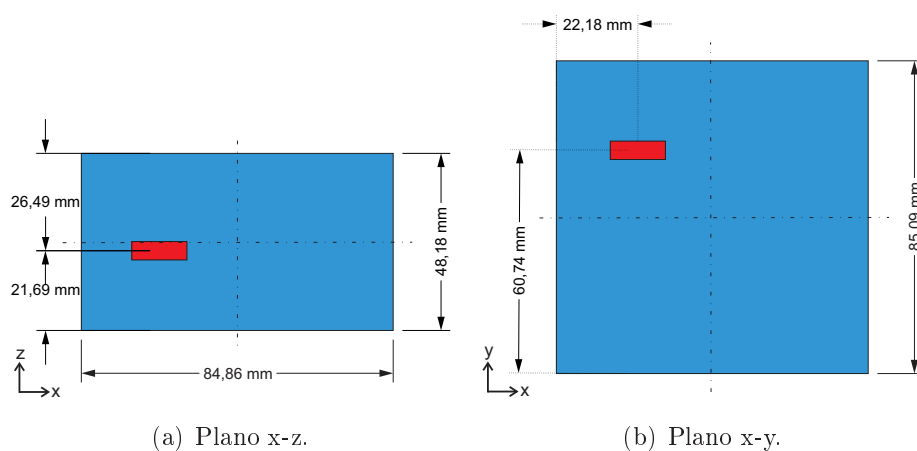 22,18 mm
26,49 mm
21,69 mm
48,18 mm
84,86 mm
z
x
60,74 mm
85,09 mm
y
x
(a) Plano x-z.
(b) Plano x-y.